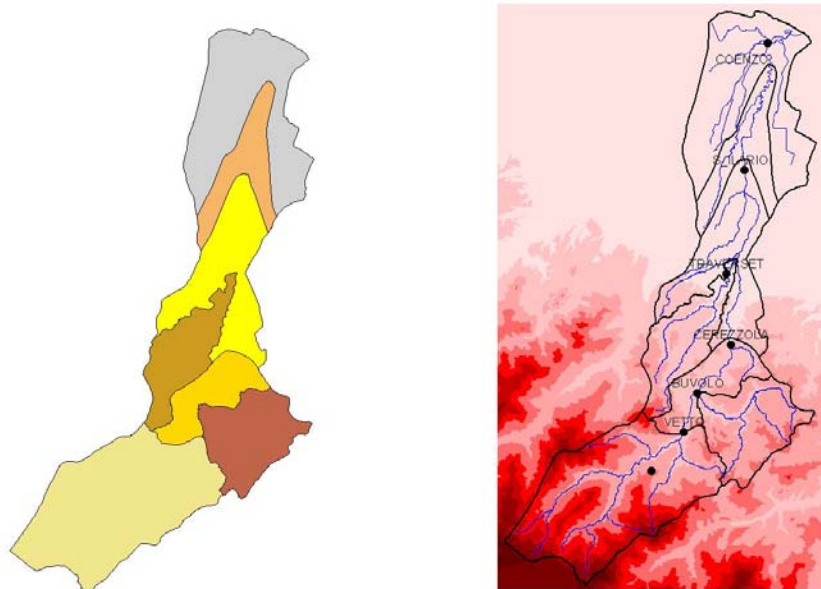 COENZO
S. ILARIO
TRAVERSET
CEREZZOLA
BUVOLO
VETTO